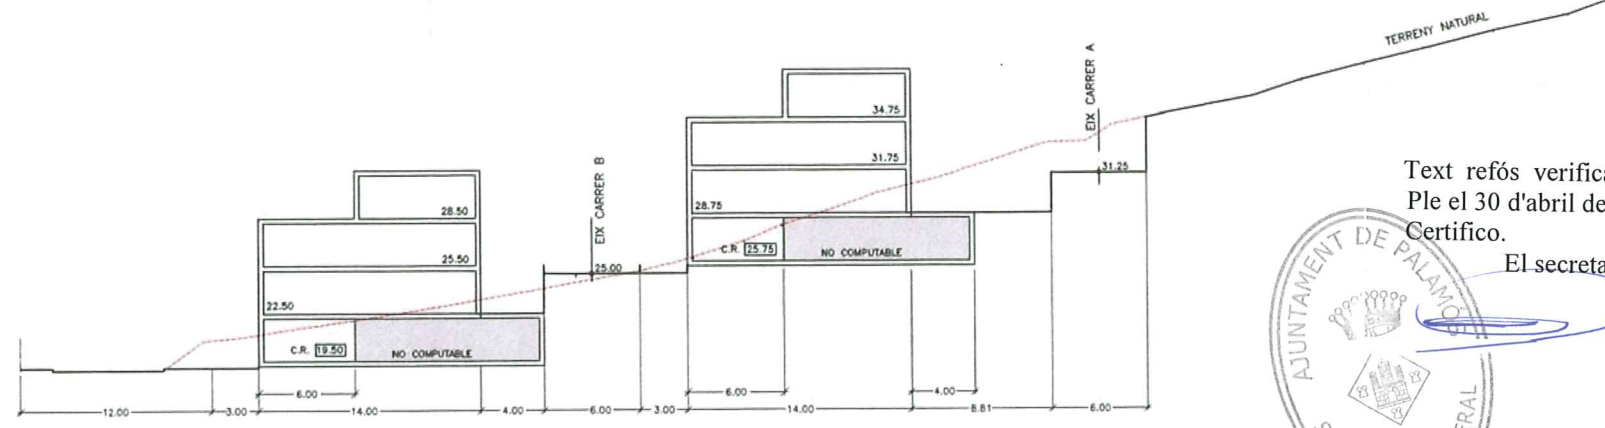 TERRENY NATURAL
EIX CARRER A
31.25
34.75
31.75
28.75
C.R. 25.75
NO COMPUTABLE
EIX CARRER B
25.00
28.50
25.50
22.50
C.R. 19.50
NO COMPUTABLE
6.00
6.00
4.00
12.00
3.00
14.00
4.00
6.00
3.00
14.00
8.81
6.00
Text refós verifica
Ple el 30 d'abril de
Certifico.
El secreta
AJUNTAMENT DE PALAMÓS